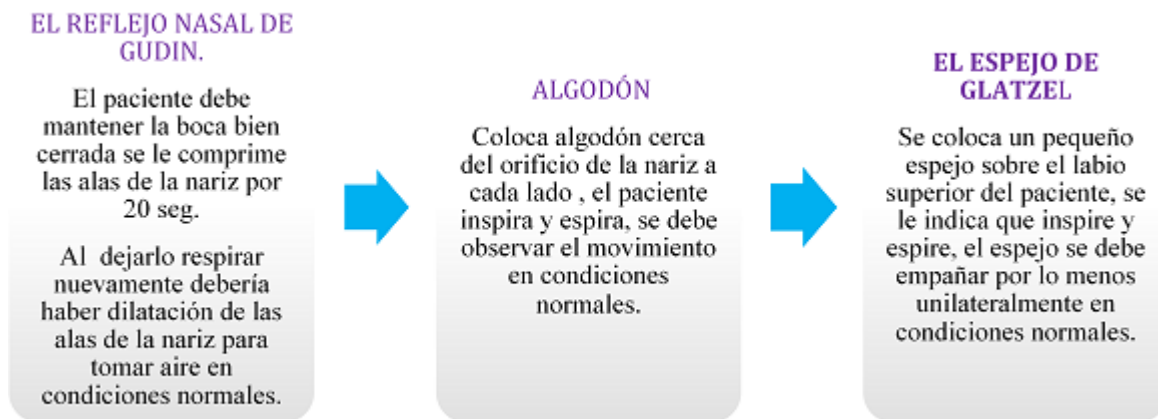 EL REFLEJO NASAL DE
GUDIN.
El paciente debe
mantener la boca bien
cerrada se le comprime
las alas de la nariz por
20 seg.
Al dejarlo respirar
nuevamente debería
haber dilatación de las
alas de la nariz para
tomar aire en
condiciones normales.
ALGODÓN
Coloca algodón cerca
del orificio de la nariz a
cada lado , el paciente
inspira y espira, se debe
observar el movimiento
en condiciones
normales.
EL ESPEJO DE
GLATZEL
Se coloca un pequeño
espejo sobre el labio
superior del paciente, se
le indica que inspire y
espire, el espejo se debe
empañar por lo menos
unilateralmente en
condiciones normales.